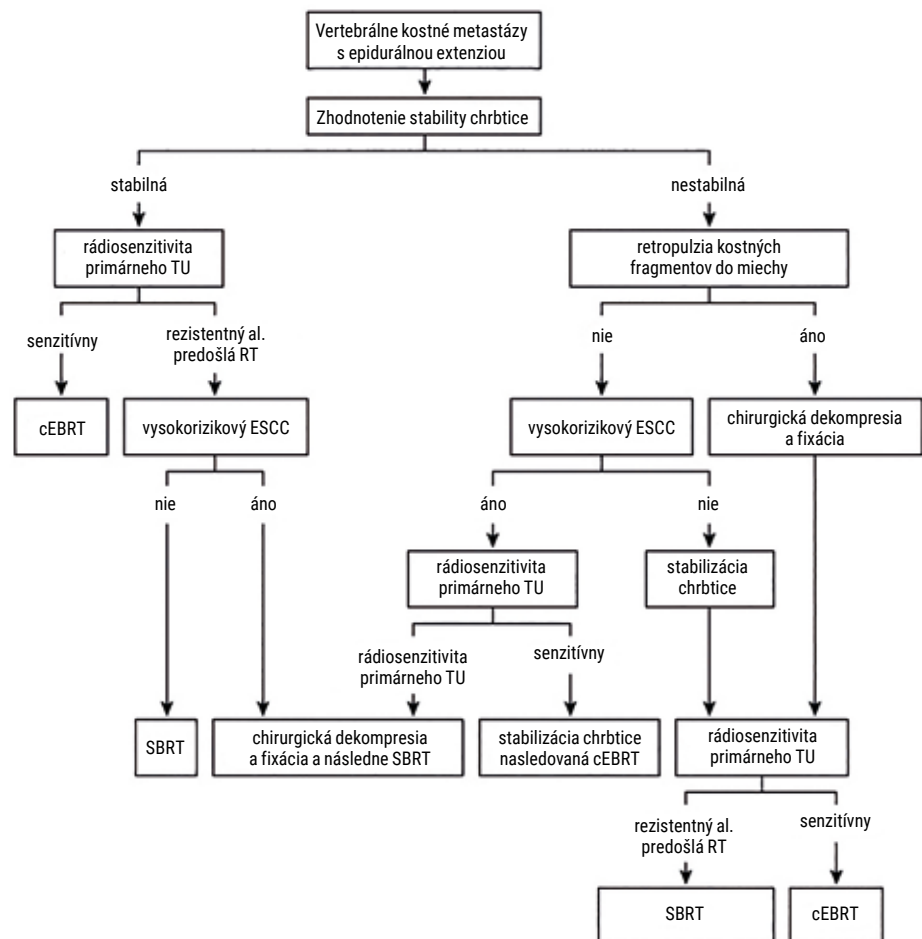 Vertebrálne kostné metastázy
s epidurálnou extenziou
Zhodnotenie stability chrbtice
stabilná
nestabilná
rádiosenzitivita
primárneho TU
retropulzia kostných
fragmentov do miechy
senzitívny
rezistentný al.
predošlá RT
nie
áno
cEBRT
vysokorizikový ESCC
vysokorizikový ESCC
chirurgická dekompresia
a fixácia
nie
áno
áno
nie
rádiosenzitivita
primárneho TU
stabilizácia
chrbtice
rádiosenzitivita
primárneho TU
senzitívny
SBRT
chirurgická dekompresia
a fixácia a následne SBRT
stabilizácia chrbtice
nasledovaná cEBRT
rádiosenzitivita
primárneho TU
rezistentný al.
predošlá RT
senzitívny
SBRT
cEBRT